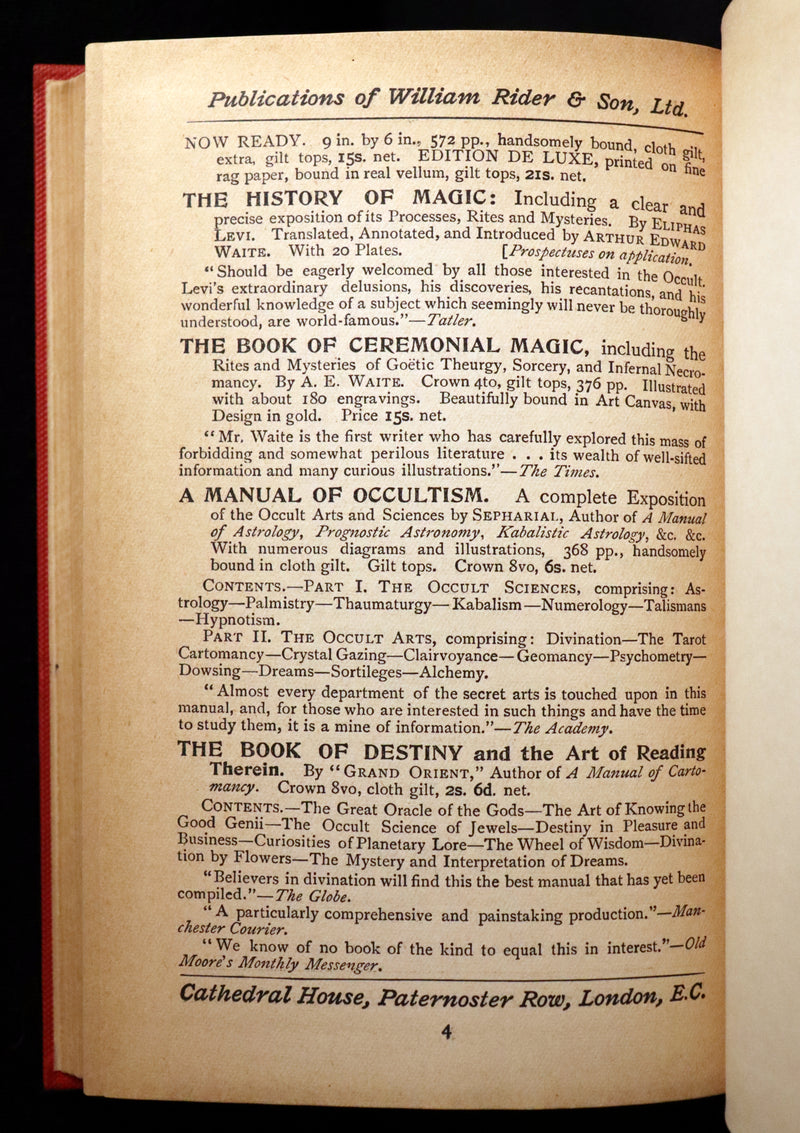 Publications of William Rider & Son, Ltd.
NOW READY. 9 in. by 6 in., 572 pp., handsomely bound, cloth gilt,
extra, gilt tops, 15s. net. EDITION DE LUXE, printed on fine
rag paper, bound in real vellum, gilt tops, 21s. net.
THE HISTORY OF MAGIC: Including a clear and
precise exposition of its Processes, Rites and Mysteries. By ELIPHAS
LEVI. Translated, Annotated, and Introduced by ARTHUR EDWARD
WAITE. With 20 Plates. [Prospectuses on application.
“Should be eagerly welcomed by all those interested in the Occult.
Levi's extraordinary delusions, his discoveries, his recantations, and his
wonderful knowledge of a subject which seemingly will never be thoroughly
understood, are world-famous.”—Tatler.
THE BOOK OF CEREMONIAL MAGIC, including the
Rites and Mysteries of Goëtic Theurgy, Sorcery, and Infernal Necro-
mancy. By A. E. WAITE. Crown 4to, gilt tops, 376 pp. Illustrated
with about 180 engravings. Beautifully bound in Art Canvas, with
Design in gold. Price 15s. net.
“Mr. Waite is the first writer who has carefully explored this mass of
forbidding and somewhat perilous literature . . . its wealth of well-sifted
information and many curious illustrations.”—The Times.
A MANUAL OF OCCULTISM. A complete Exposition
of the Occult Arts and Sciences by SEPHARIAL, Author of A Manual
of Astrology, Prognostic Astronomy, Kabalistic Astrology, &c. &c.
With numerous diagrams and illustrations, 368 pp., handsomely
bound in cloth gilt. Gilt tops. Crown 8vo, 6s. net.
CONTENTS.—PART I. THE OCCULT SCIENCES, comprising: As-
trology—Palmistry—Thaumaturgy—Kabalism—Numerology—Talismans
—Hypnotism.
PART II. THE OCCULT ARTS, comprising: Divination—The Tarot
Cartomancy—Crystal Gazing—Clairvoyance—Geomancy—Psychometry—
Dowsing—Dreams—Sortileges—Alchemy.
“Almost every department of the secret arts is touched upon in this
manual, and, for those who are interested in such things and have the time
to study them, it is a mine of information.”—The Academy.
THE BOOK OF DESTINY and the Art of Reading
Therein. By “GRAND ORIENT,” Author of A Manual of Carto-
mancy. Crown 8vo, cloth gilt, 2s. 6d. net.
CONTENTS.—The Great Oracle of the Gods—The Art of Knowing the
Good Genii—The Occult Science of Jewels—Destiny in Pleasure and
Business—Curiosities of Planetary Lore—The Wheel of Wisdom—Divina-
tion by Flowers—The Mystery and Interpretation of Dreams.
“Believers in divination will find this the best manual that has yet been
compiled.”—The Globe.
“A particularly comprehensive and painstaking production.”—Man-
chester Courier.
“We know of no book of the kind to equal this in interest.”—Old
Moore's Monthly Messenger.
Cathedral House, Paternoster Row, London, E.C.
4